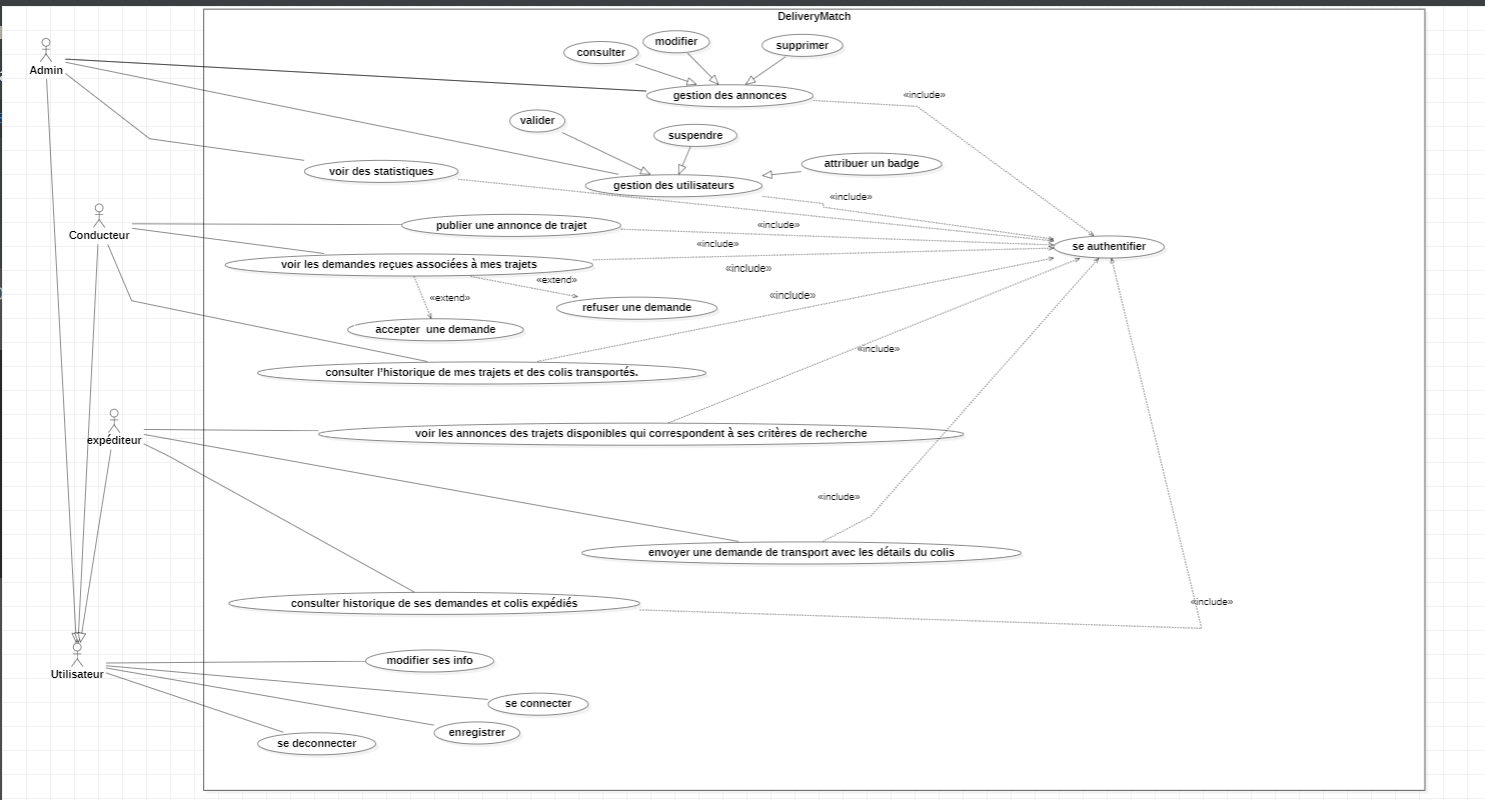 DeliveryMatch
modifier
consulter
supprimer
Admin
gestion des annonces
«include»
valider
suspendre
attribuer un badge
voir des statistiques
gestion des utilisateurs
«include»
publier une annonce de trajet
«include»
Conducteur
«include»
se authentifier
voir les demandes reçues associées à mes trajets
«include»
«extend»
«extend»
«include»
refuser une demande
accepter  une demande
«include»
consulter l'historique de mes trajets et des colis transportés.
expéditeur
voir les annonces des trajets disponibles qui correspondent à ses critères de recherche
«include»
envoyer une demande de transport avec les détails du colis
consulter historique de ses demandes et colis expédiés
«include»
modifier ses info
Utilisateur
se connecter
enregistrer
se deconnecter